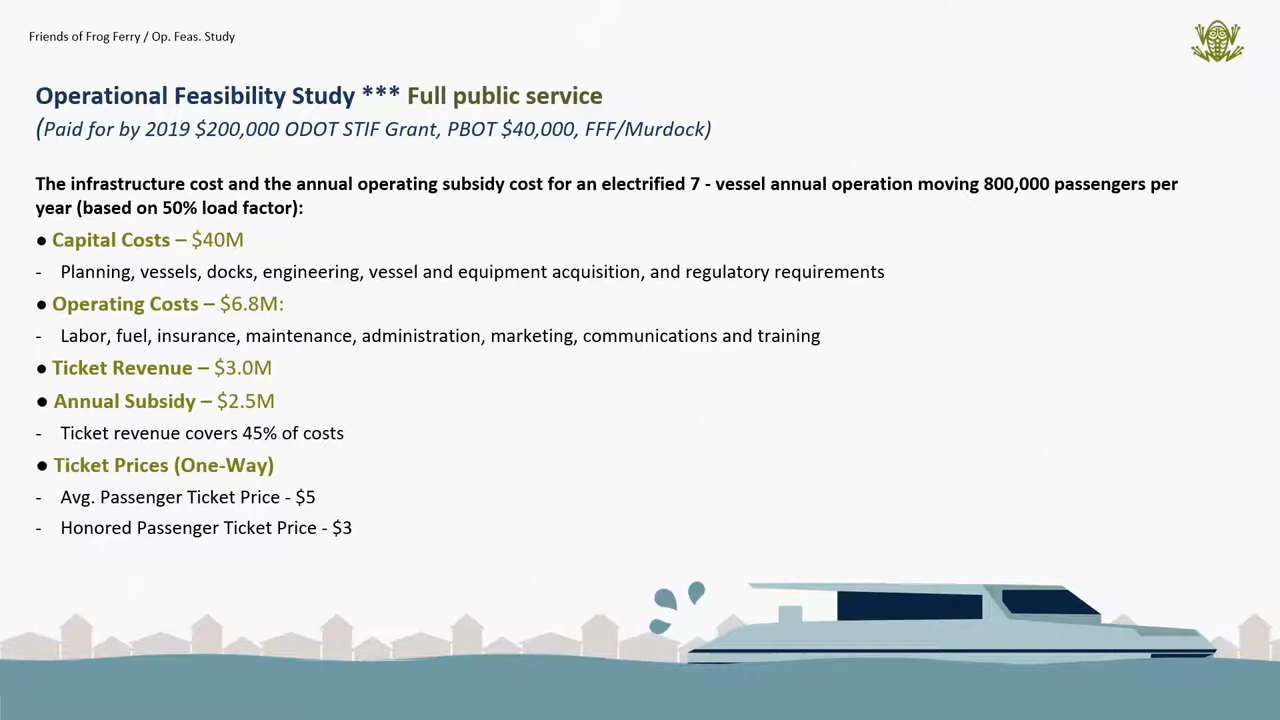 Friends of Frog Ferry / Op. Feas. Study
Operational Feasibility Study *** Full public service
(Paid for by 2019 $200,000 ODOT STIF Grant, PBOT $40,000, FFF/Murdock)
The infrastructure cost and the annual operating subsidy cost for an electrified 7 - vessel annual operation moving 800,000 passengers per
year (based on 50% load factor):
● Capital Costs – $40M
- Planning, vessels, docks, engineering, vessel and equipment acquisition, and regulatory requirements
● Operating Costs – $6.8M:
- Labor, fuel, insurance, maintenance, administration, marketing, communications and training
● Ticket Revenue – $3.0M
● Annual Subsidy – $2.5M
- Ticket revenue covers 45% of costs
● Ticket Prices (One-Way)
- Avg. Passenger Ticket Price - $5
- Honored Passenger Ticket Price - $3